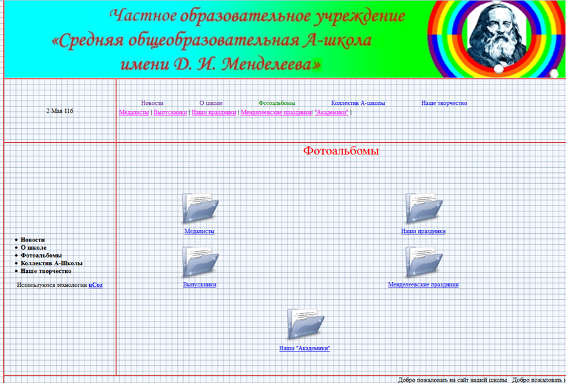 Частное образовательное учреждение
«Средняя общеобразовательная А-школа
имени Д. И. Менделеева»
2 Мая 116
Новости О школе Фотоальбомы Коллектив А-школы Наше творчество
Медалисты | Выпускники | Наши праздники | Менделеевские праздники "Академики" |
Фотоальбомы
Медалисты Наши праздники
Выпускники Менделеевские праздники
Наши "Академики"
• Новости
• О школе
• Фотоальбомы
• Коллектив А-Школы
• Наше творчество
Используются технологии uCoz
Добро пожаловать на сайт нашей школы Добро пожаловать